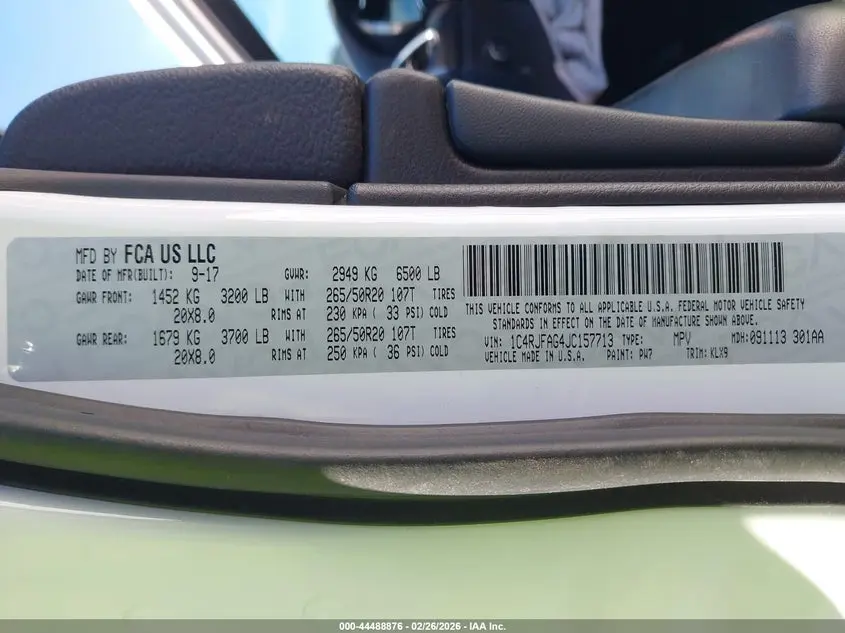 MFD BY FCA US LLC
DATE OF MFR(BUILT): 9-17 GVWR: 2949 KG 6500 LB
GAWR FRONT: 1452 KG 3200 LB WITH 265/50R20 107T TIRES
20X8.0 RIMS AT 230 KPA ( 33 PSI) COLD
GAWR REAR: 1679 KG 3700 LB WITH 265/50R20 107T TIRES
20X8.0 RIMS AT 250 KPA ( 36 PSI) COLD
THIS VEHICLE CONFORMS TO ALL APPLICABLE U.S.A. FEDERAL MOTOR VEHICLE SAFETY
STANDARDS IN EFFECT ON THE DATE OF MANUFACTURE SHOWN ABOVE.
VIN: 1C4RJFAG4JC157713 TYPE: MPV MDH:091113 301AA
VEHICLE MADE IN U.S.A. PAINT: PW7 TRIM: KLX9
000-44488876 - 02/26/2026 - IAA Inc.